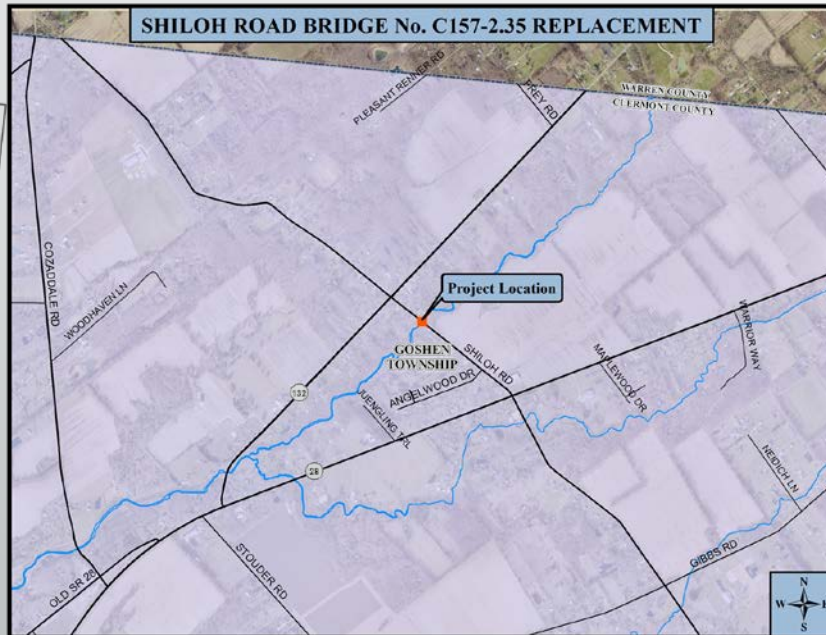 SHILOH ROAD BRIDGE No. C157-2.35 REPLACEMENT
PLEASANT RENNER RD
FREY RD
WARREN COUNTY
CLERMONT COUNTY
COZADDALE RD
WOODHAVEN LN
Project Location
WARRIOR WAY
GOSHEN
TOWNSHIP
SHILOH RD
MAPLEWOOD DR
ANGELWOOD DR
132
JUENGLING TRL
28
NEIDICH LN
GIBBS RD
STOUDER RD
OLD SR 28
N
W E
S